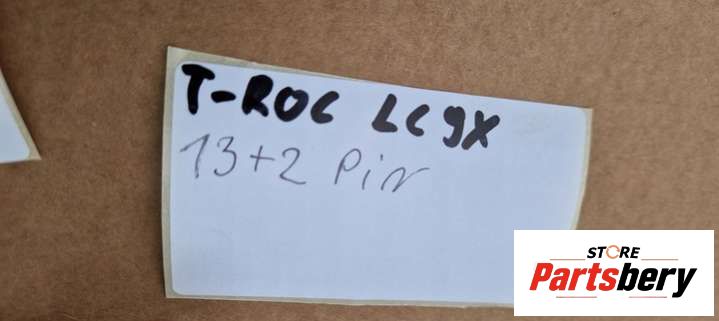 T-ROC LC9X
13+2 Pin
STORE
Partsbery